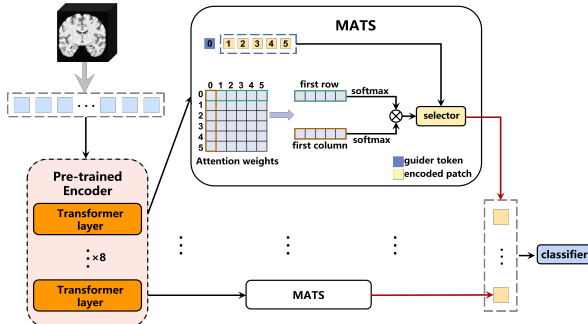 MATS
0 1 2 3 4 5
0 1 2 3 4 5
0
1
2
3
4
5
Attention weights
first row
softmax
first column
softmax
selector
guider token
encoded patch
Pre-trained
Encoder
Transformer
layer
×8
Transformer
layer
MATS
classifier